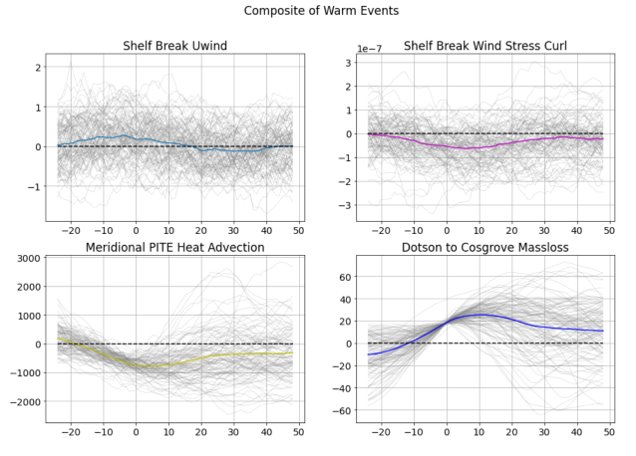 Composite of Warm Events
Shelf Break Uwind
2
1
0
−1
−20 −10 0 10 20 30 40 50
Shelf Break Wind Stress Curl
1e−7
3
2
1
0
−1
−2
−3
−20 −10 0 10 20 30 40 50
Meridional PITE Heat Advection
3000
2000
1000
0
−1000
−2000
−20 −10 0 10 20 30 40 50
Dotson to Cosgrove Massloss
60
40
20
0
−20
−40
−60
−20 −10 0 10 20 30 40 50